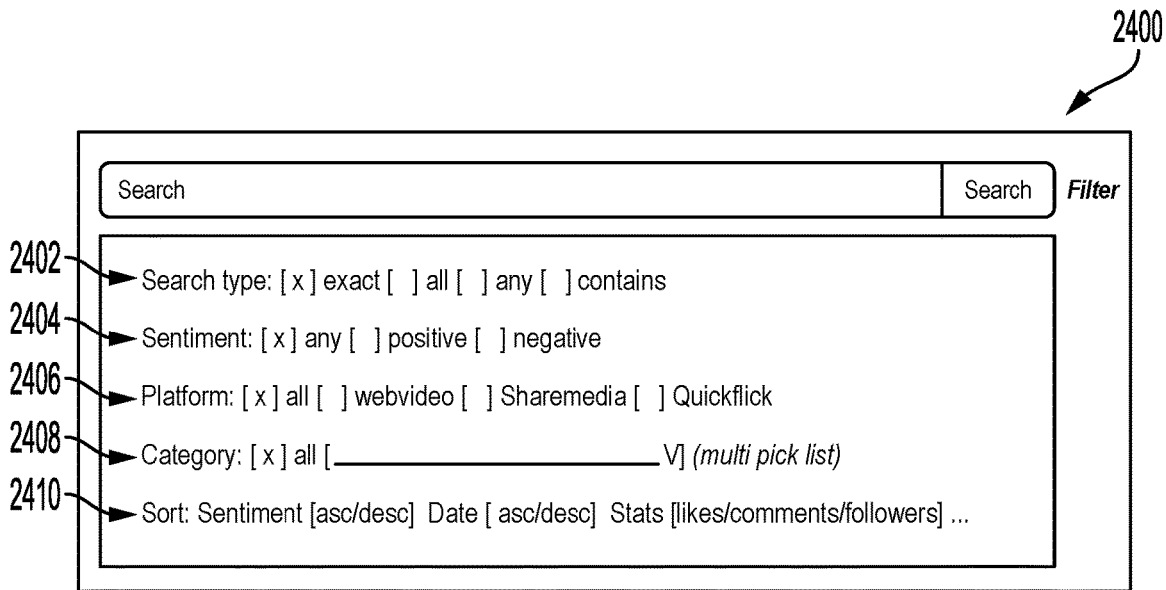 2400
Search Search Filter
2402 Search type: [ x ] exact [ ] all [ ] any [ ] contains
2404 Sentiment: [ x ] any [ ] positive [ ] negative
2406 Platform: [ x ] all [ ] webvideo [ ] Sharemedia [ ] Quickflick
2408 Category: [ x ] all [____________________V] (multi pick list)
2410 Sort: Sentiment [asc/desc] Date [ asc/desc] Stats [likes/comments/followers] ...